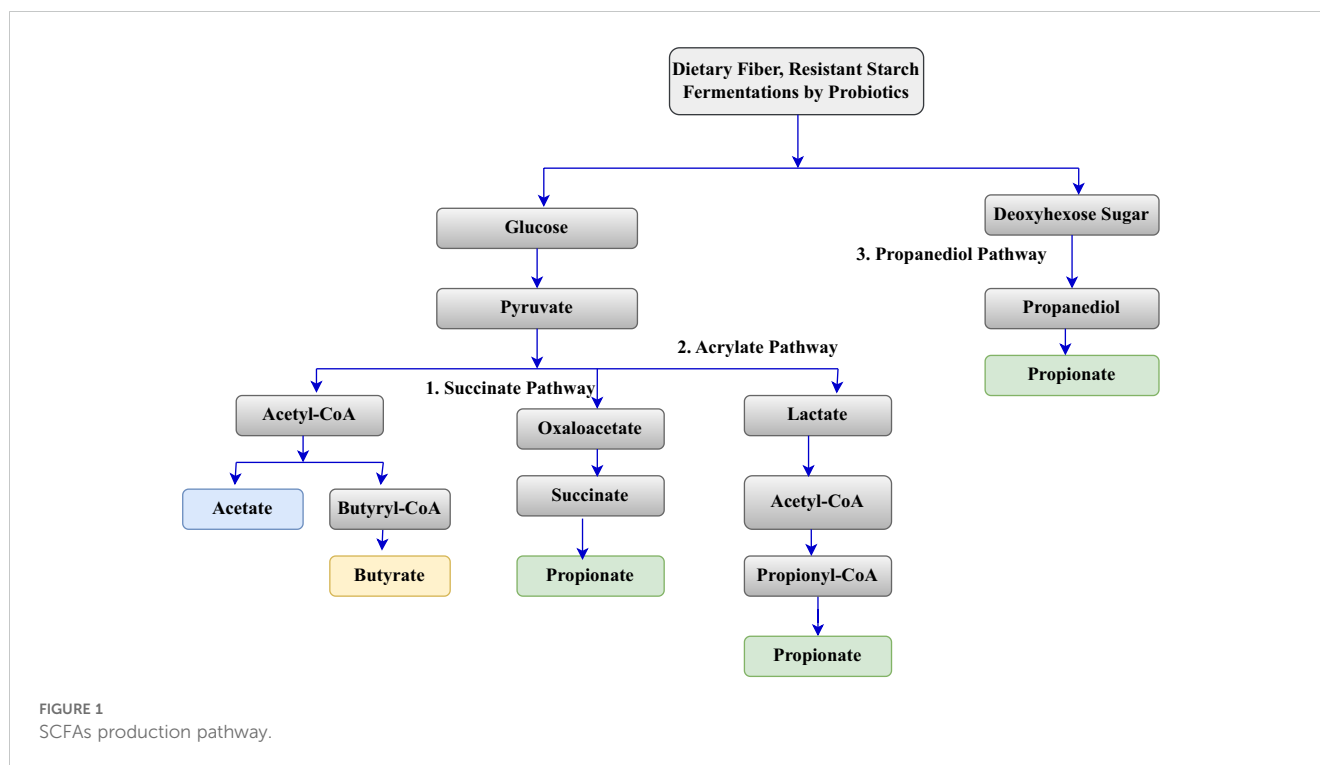 Dietary Fiber, Resistant Starch
Fermentations by Probiotics
Glucose
Deoxyhexose Sugar
3. Propanediol Pathway
Pyruvate
Propanediol
2. Acrylate Pathway
Propionate
1. Succinate Pathway
Acetyl-CoA
Oxaloacetate
Lactate
Acetate
Butyryl-CoA
Succinate
Acetyl-CoA
Butyrate
Propionate
Propionyl-CoA
Propionate
FIGURE 1
SCFAs production pathway.